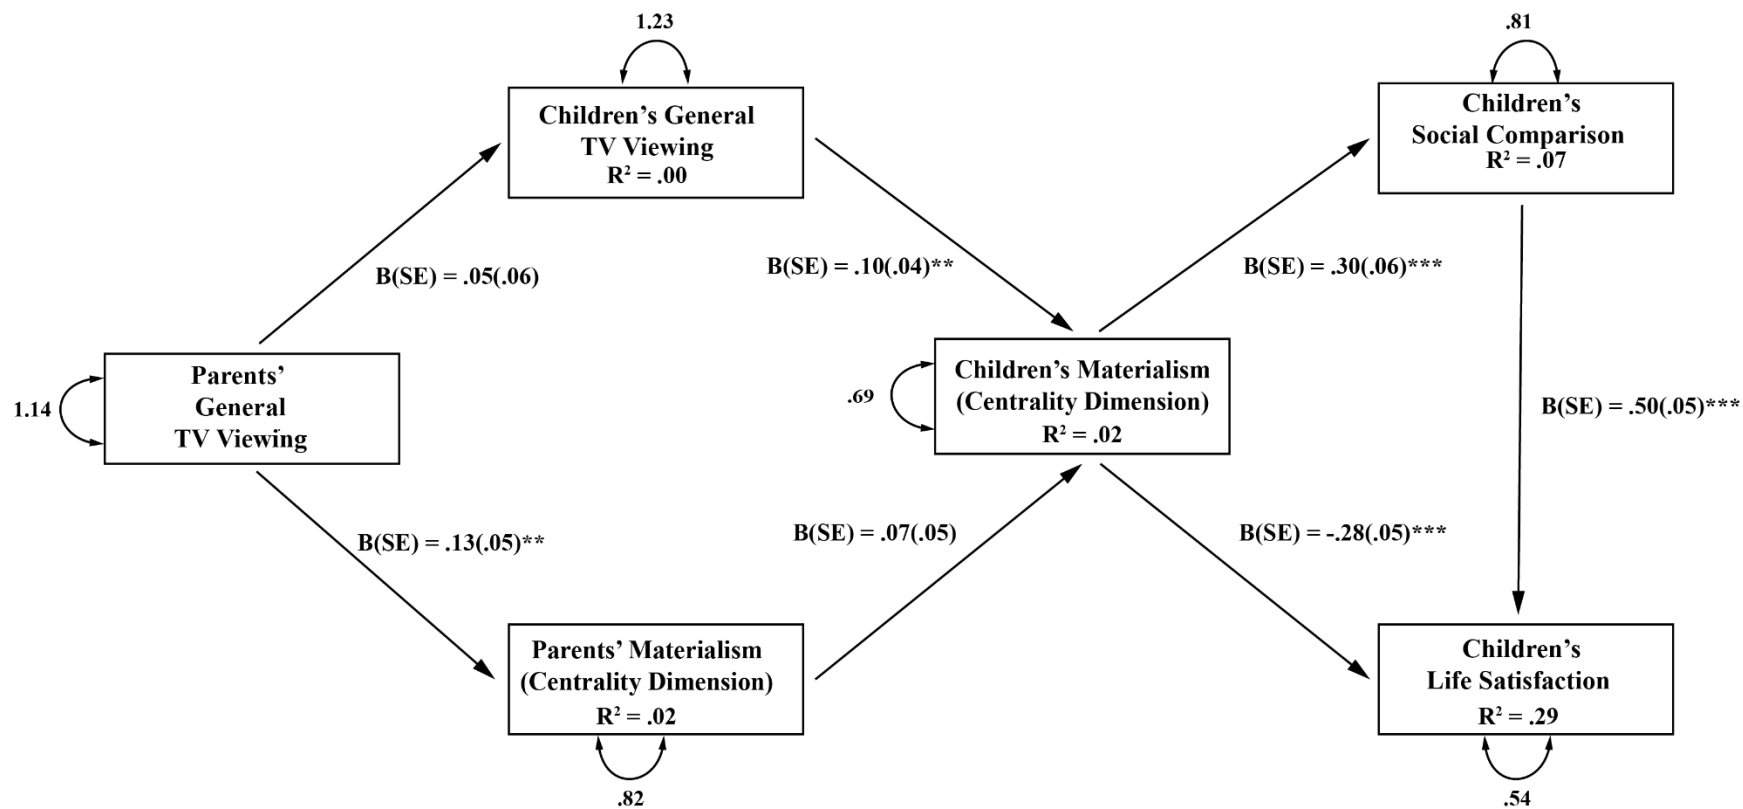 1.23
Children’s General
TV Viewing
R² = .00
.81
Children’s
Social Comparison
R² = .07
B(SE) = .05(.06)
B(SE) = .10(.04)**
B(SE) = .30(.06)***
1.14
Parents’
General
TV Viewing
.69
Children’s Materialism
(Centrality Dimension)
R² = .02
B(SE) = .50(.05)***
B(SE) = .13(.05)**
B(SE) = .07(.05)
B(SE) = -.28(.05)***
Parents’ Materialism
(Centrality Dimension)
R² = .02
.82
Children’s
Life Satisfaction
R² = .29
.54